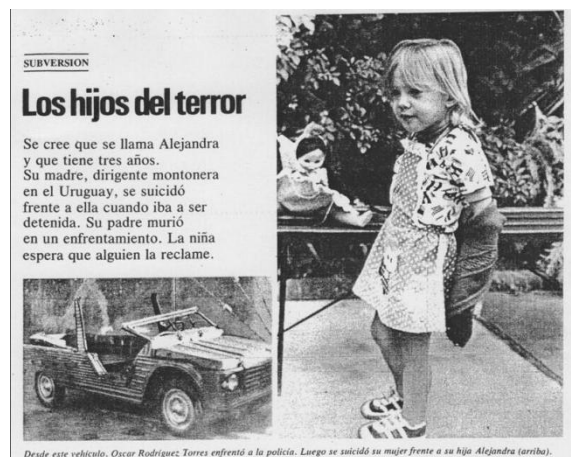 SUBVERSION
Los hijos del terror
Se cree que se llama Alejandra
y que tiene tres años.
Su madre, dirigente montonera
en el Uruguay, se suicidó
frente a ella cuando iba a ser
detenida. Su padre murió
en un enfrentamiento. La niña
espera que alguien la reclame.
Desde este vehículo, Oscar Rodríguez Torres enfrentó a la policía. Luego se suicidó su mujer frente a su hija Alejandra (arriba).